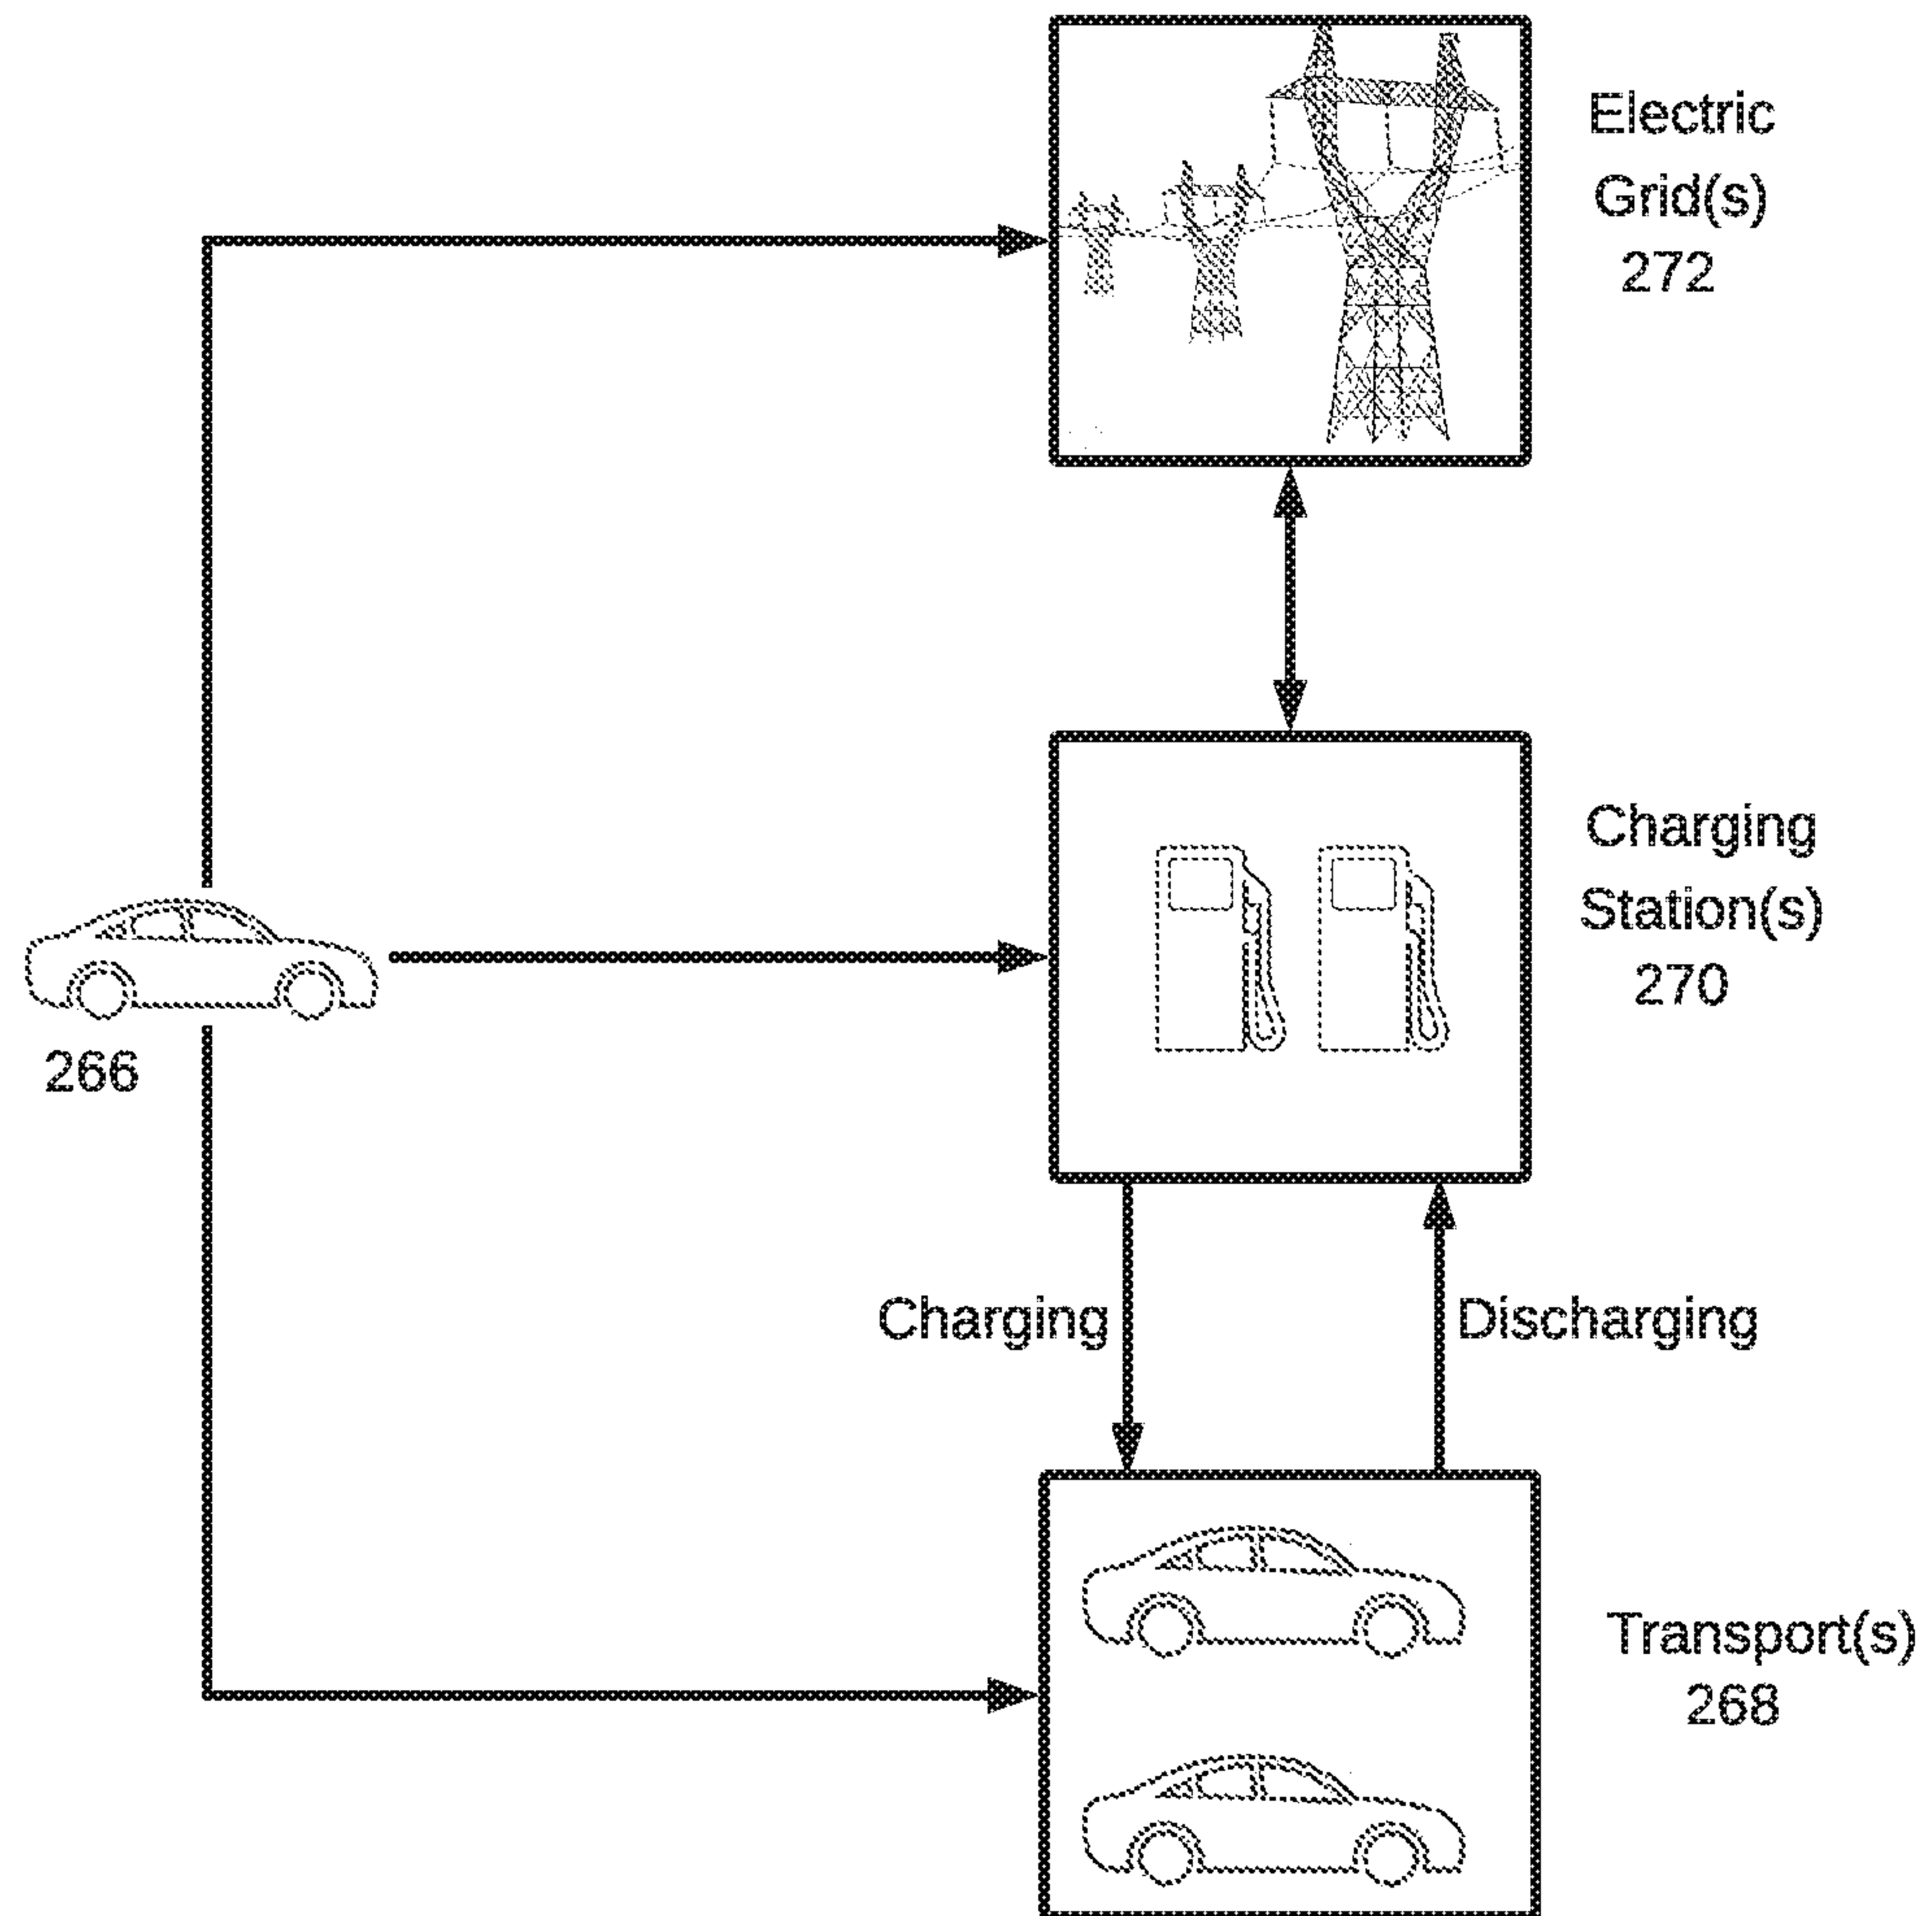 Electric
Grid(s)
272
Charging
Station(s)
270
266
Charging
Discharging
Transport(s)
268